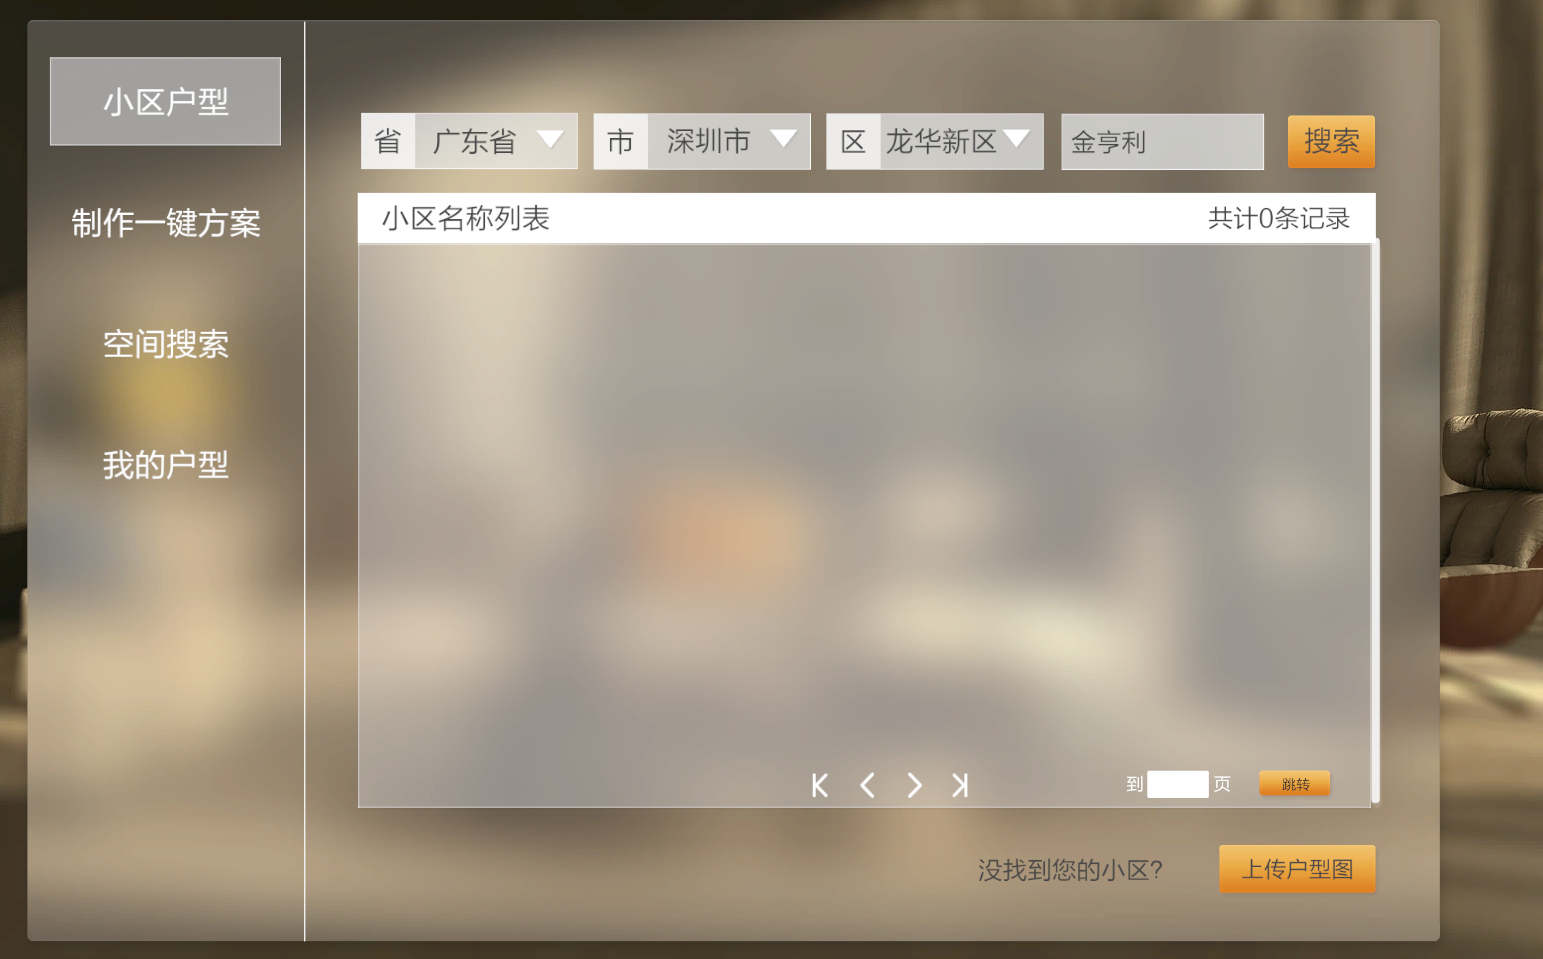 小区户型
制作一键方案
空间搜索
我的户型
省 广东省 市 深圳市 区 龙华新区 金亨利 搜索
小区名称列表 共计0条记录
到 页 跳转
没找到您的小区? 上传户型图